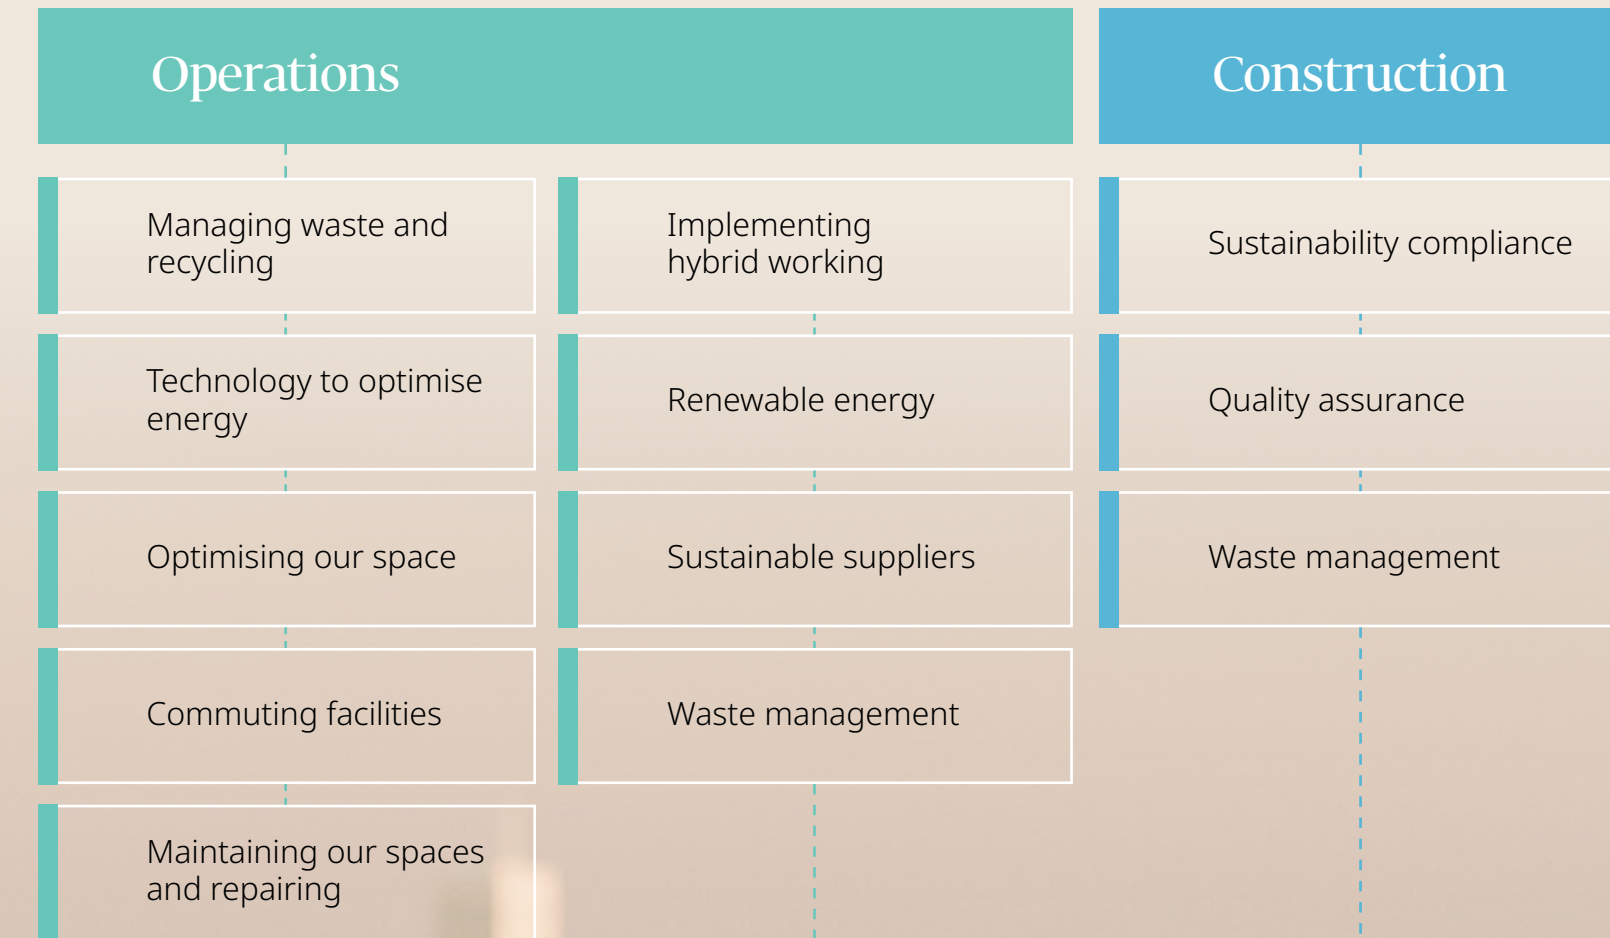 Operations
Managing waste and
recycling
Technology to optimise
energy
Optimising our space
Commuting facilities
Maintaining our spaces
and repairing
Implementing
hybrid working
Renewable energy
Sustainable suppliers
Waste management
Construction
Sustainability compliance
Quality assurance
Waste management